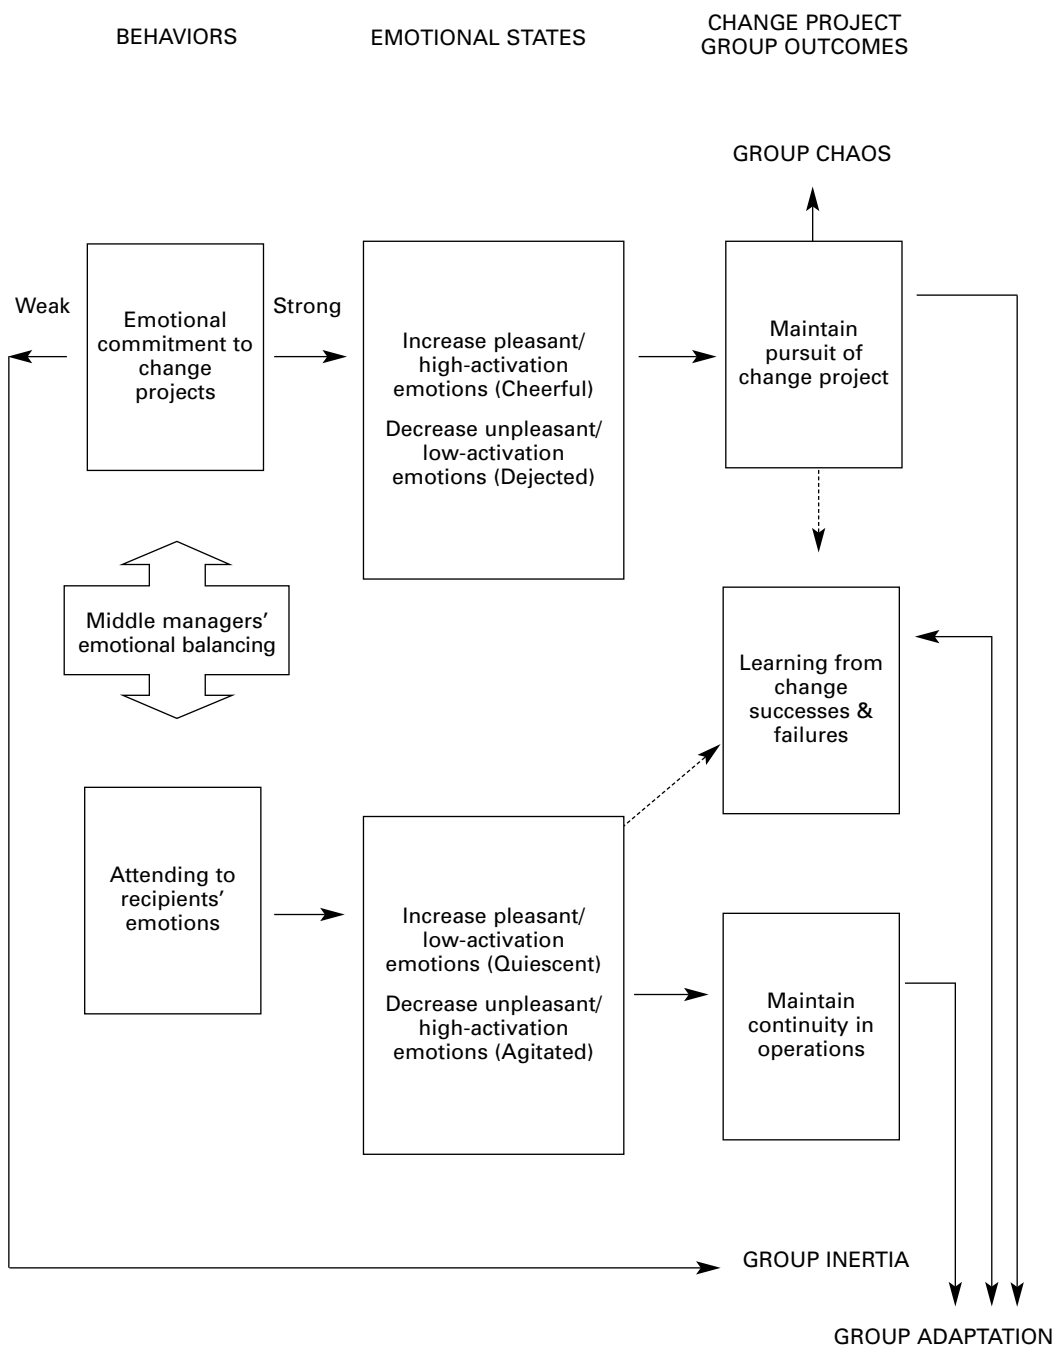 BEHAVIORS
EMOTIONAL STATES
CHANGE PROJECT
GROUP OUTCOMES
GROUP CHAOS
Weak
Emotional
commitment to
change
projects
Strong
Increase pleasant/
high-activation
emotions (Cheerful)
Decrease unpleasant/
low-activation
emotions (Dejected)
Maintain
pursuit of
change project
Middle managers’
emotional balancing
Learning from
change
successes &
failures
Attending to
recipients’
emotions
Increase pleasant/
low-activation
emotions (Quiescent)
Decrease unpleasant/
high-activation
emotions (Agitated)
Maintain
continuity in
operations
GROUP INERTIA
GROUP ADAPTATION